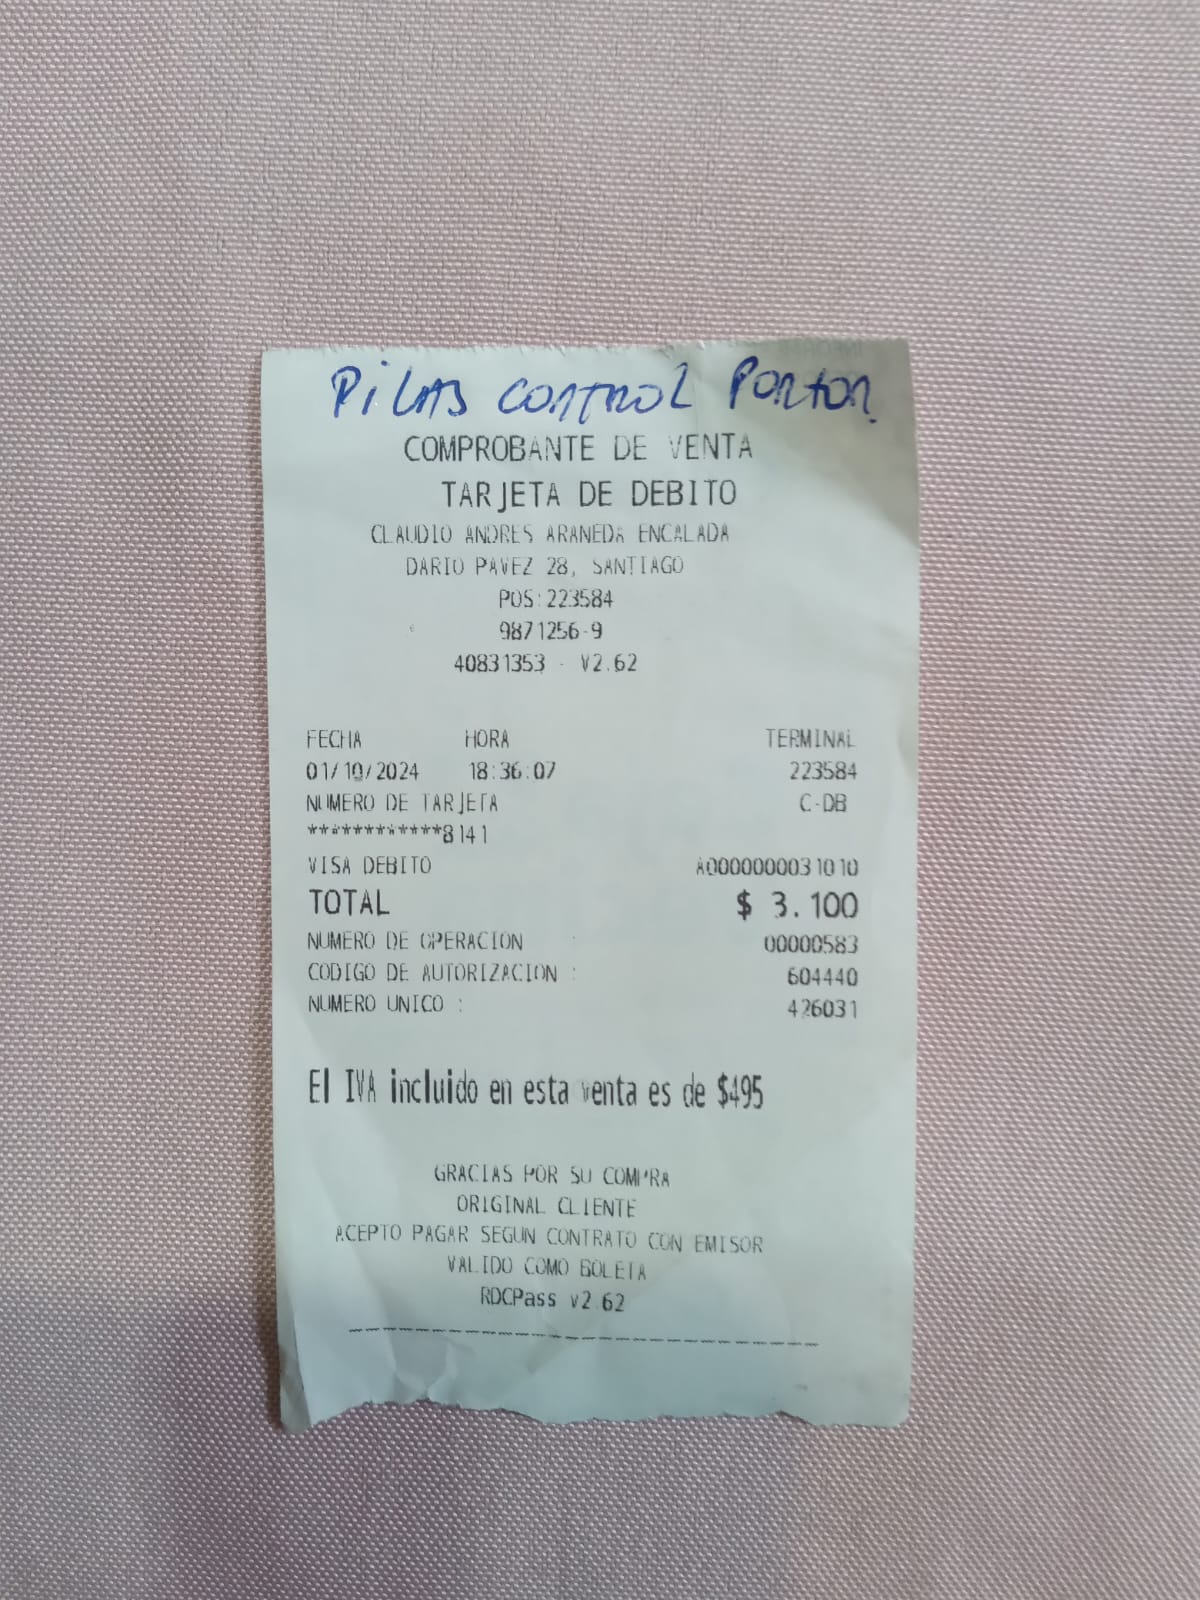 PILAS CONTROL PORTON
COMPROBANTE DE VENTA
TARJETA DE DEBITO
CLAUDIO ANDRES ARANEDA ENCALADA
DARIO PAVEZ 28, SANTIAGO
POS:223584
9871256-9
40831353 - V2.62
FECHA HORA TERMINAL
01/10/2024 18:36:07 223584
NUMERO DE TARJETA C-DB
************8141
VISA DEBITO A0000000031010
TOTAL $ 3.100
NUMERO DE OPERACION : 00000583
CODIGO DE AUTORIZACION : 604440
NUMERO UNICO : 426031
El IVA incluido en esta venta es de $495
GRACIAS POR SU COMPRA
ORIGINAL CLIENTE
ACEPTO PAGAR SEGUN CONTRATO CON EMISOR
VALIDO COMO BOLETA
RDCPass v2.62